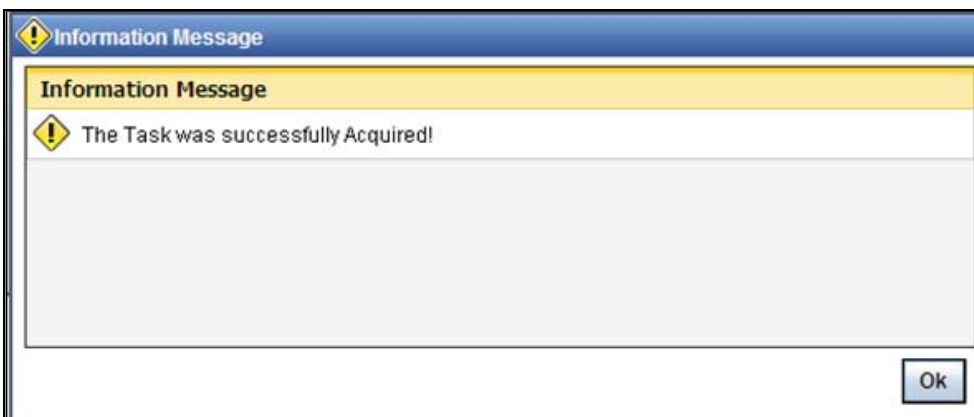 Information Message
Information Message
The Task was successfully Acquired!
Ok